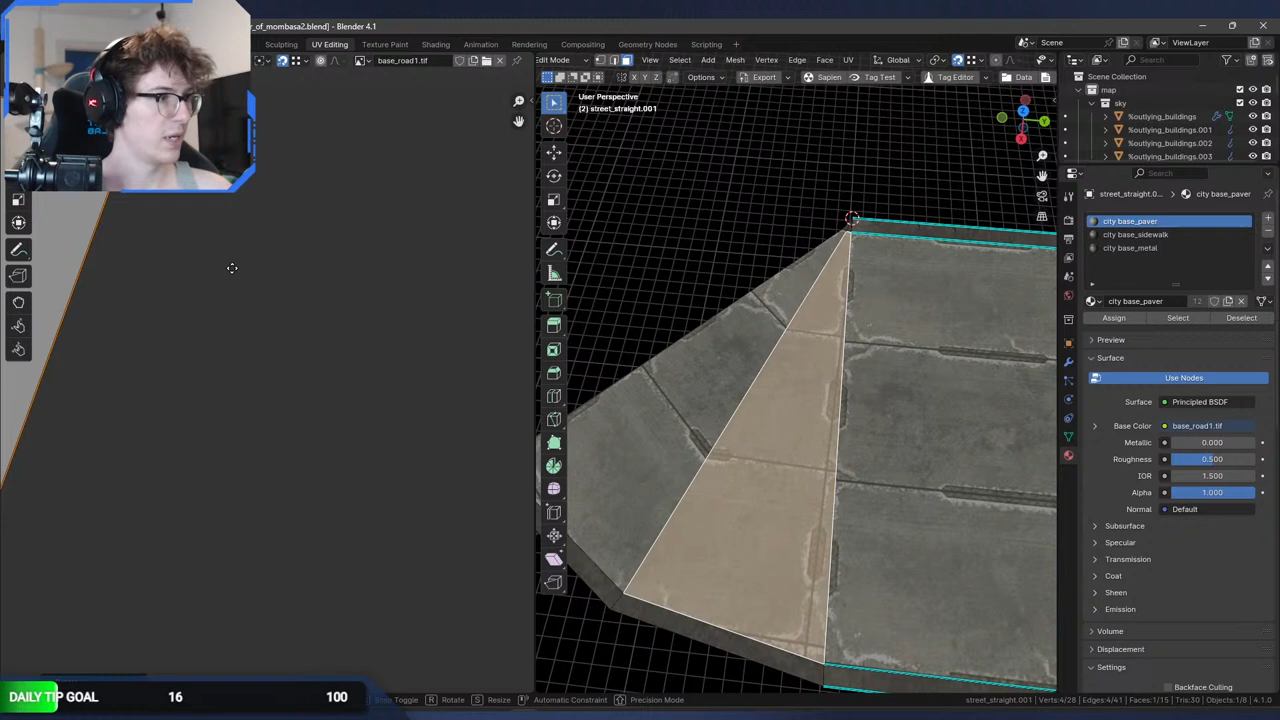 er_of_mombasa2.blend] - Blender 4.1
Sculpting UV Editing Texture Paint Shading Animation Rendering Compositing Geometry Nodes Scripting +
Scene ViewLayer
base_road1.tif
Edit Mode View Select Add Mesh Vertex Edge Face UV Global
X Y Z Options Export Sapien Tag Test Tag Editor Data
User Perspective
(2) street_straight.001
Y
Z
X
Search
Scene Collection
map
sky
%outlying_buildings
%outlying_buildings.001
%outlying_buildings.002
%outlying_buildings.003
Search
street_straight.0... city base_paver
city base_paver
city base_sidewalk
city base_metal
city base_paver 12
Assign Select Deselect
Preview
Surface
Use Nodes
Surface Principled BSDF
Base Color base_road1.tif
Metallic 0.000
Roughness 0.500
IOR 1.500
Alpha 1.000
Normal Default
Subsurface
Specular
Transmission
Coat
Sheen
Emission
Volume
Displacement
Settings
Backface Culling
DAILY TIP GOAL 16 100
Snap Toggle R Rotate S Resize Automatic Constraint Precision Mode
street_straight.001 | Verts:4/28 | Edges:4/41 | Faces:1/15 | Tris:30 | Objects:1/8 | 4.1.0